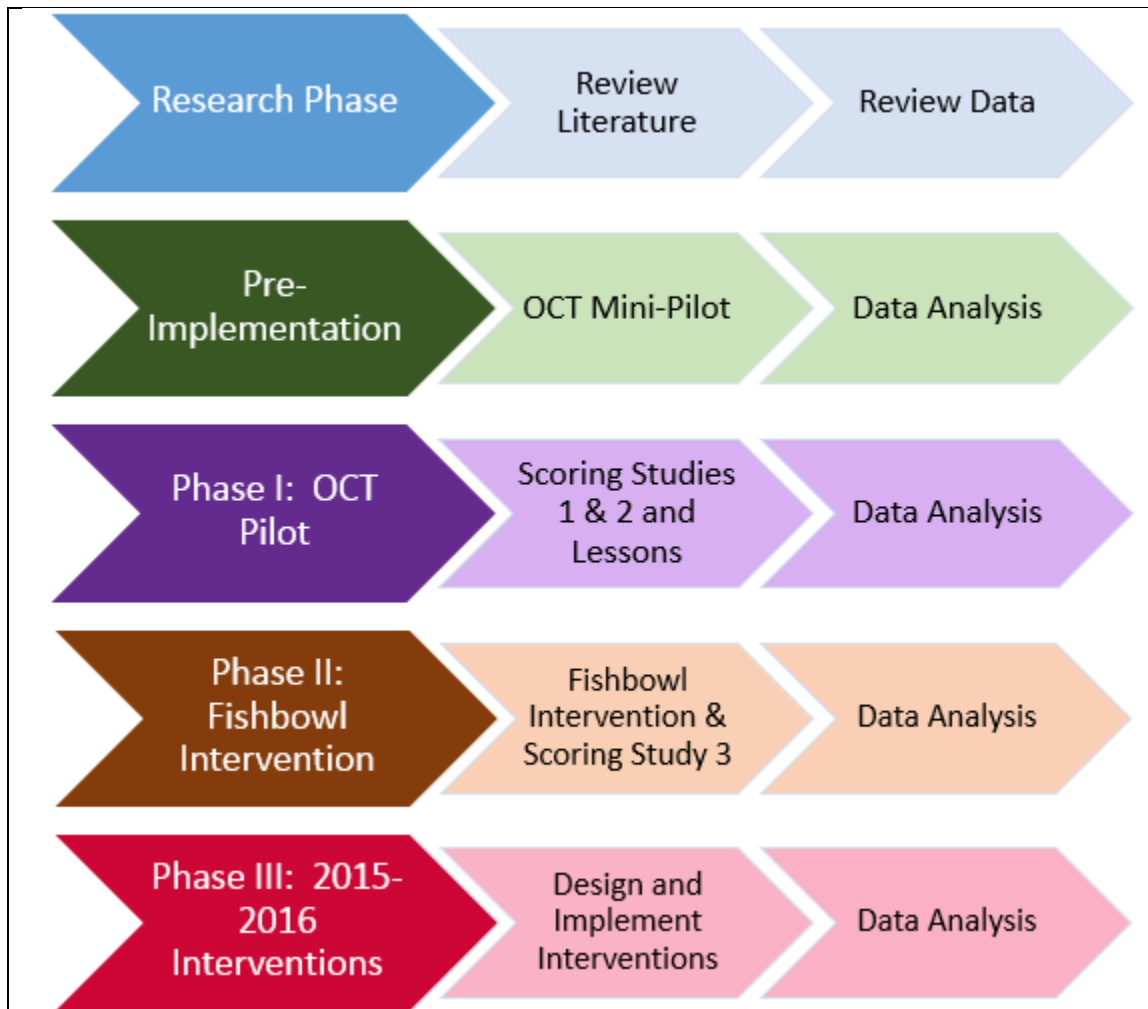 Research Phase
Review
Literature
Review Data
Pre-
Implementation
OCT Mini-Pilot
Data Analysis
Phase I:  OCT
Pilot
Scoring Studies
1 & 2 and
Lessons
Data Analysis
Phase II:
Fishbowl
Intervention
Fishbowl
Intervention &
Scoring Study 3
Data Analysis
Phase III:  2015-
2016
Interventions
Design and
Implement
Interventions
Data Analysis